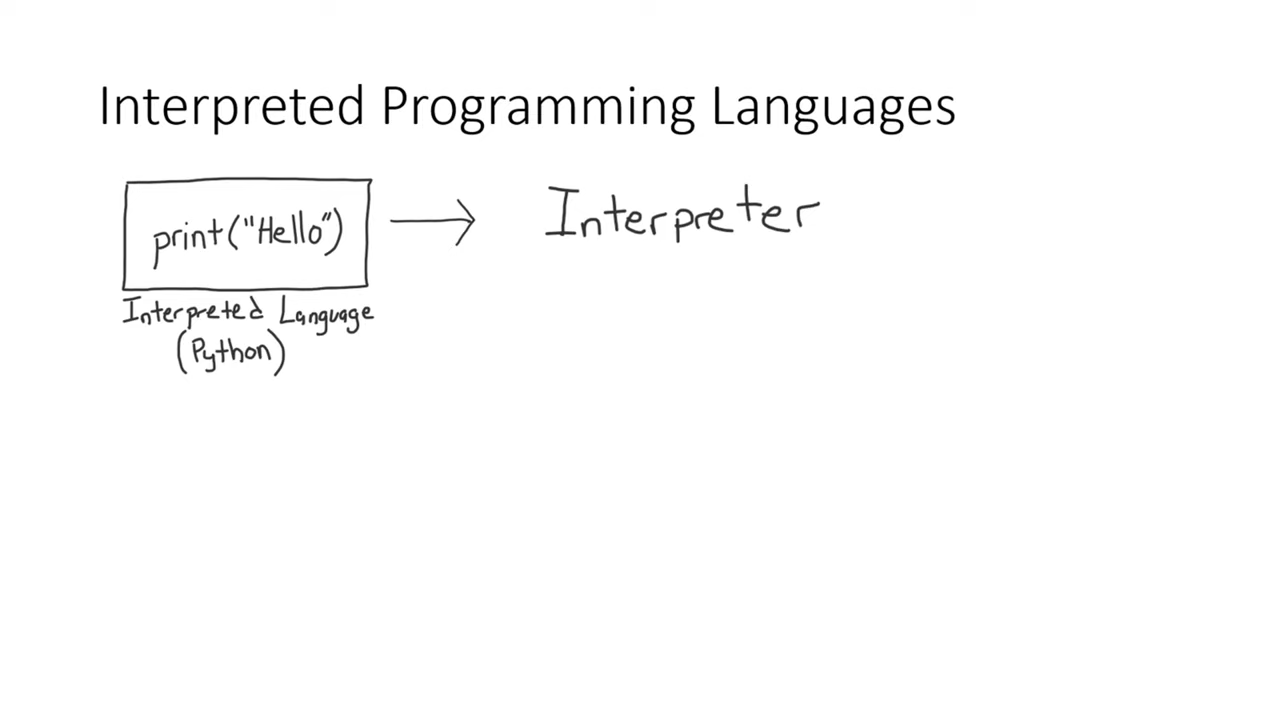 Interpreted Programming Languages
print("Hello")
Interpreter
Interpreted Language
(Python)